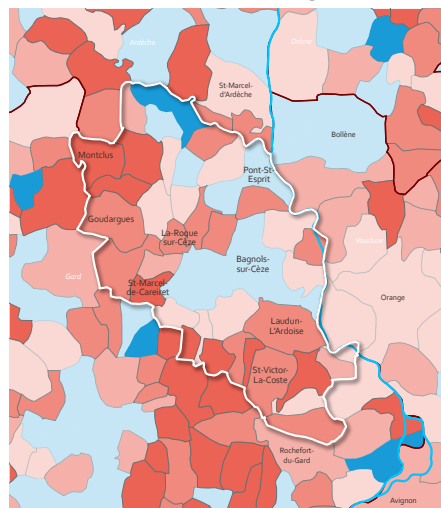 Ardèche
Drôme
St-Marcel-
d'Ardèche
Bollène
Montclus
Pont-St-
Esprit
Goudargues
La-Roque
sur-Cèze
Vaucluse
Bagnols-
sur-Cèze
Gard
St-Marcel-
de-Careiret
Orange
Laudun-
L'Ardoise
St-Victor-
La-Coste
Rochefort-
du-Gard
Avignon